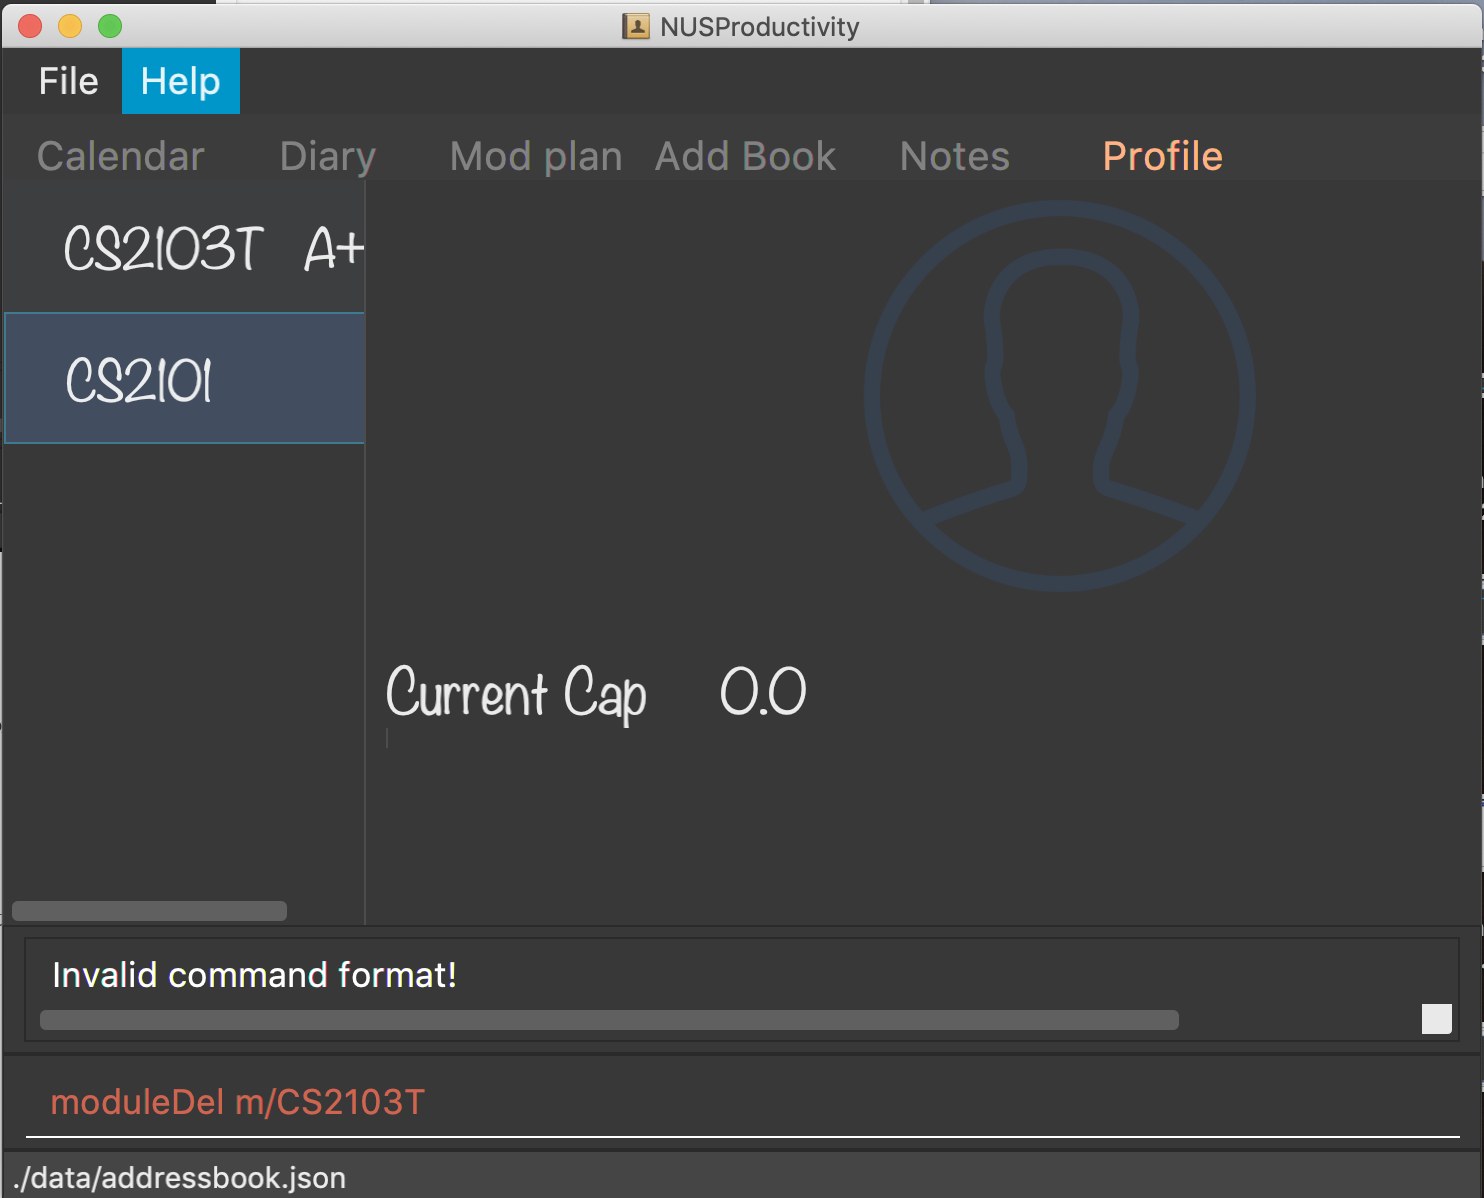 NUSProductivity
File Help
Calendar Diary Mod plan Add Book Notes Profile
CS2103T A+
CS2101
Current Cap 0.0
Invalid command format!
moduleDel m/CS2103T
./data/addressbook.json